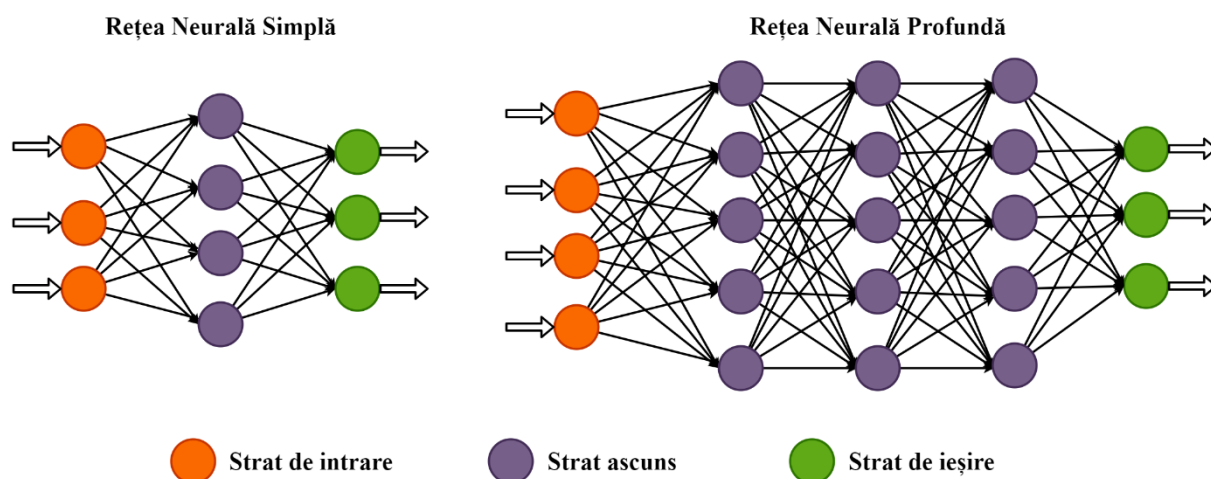 Rețea Neurală Simplă
Rețea Neurală Profundă
Strat de intrare
Strat ascuns
Strat de ieșire